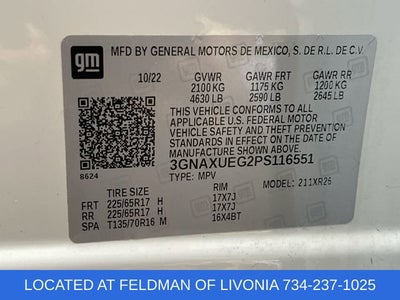 gm
MFD BY GENERAL MOTORS DE MEXICO, S. DE R.L. DE C.V.
10/22 GVWR GAWR FRT GAWR RR
2100 KG 1175 KG 1200 KG
4630 LB 2590 LB 2645 LB
THIS VEHICLE CONFORMS TO ALL
APPLICABLE U.S. FEDERAL MOTOR
VEHICLE SAFETY, BUMPER, AND THEFT
PREVENTION STANDARDS IN EFFECT ON THE
DATE OF MANUFACTURE SHOWN ABOVE.
3GNAXUEG2PS116551
8624 TYPE: MPV MODEL:
TIRE SIZE RIM
FRT 225/65R17 H 17X7J
RR 225/65R17 H 17X7J
SPA T135/70R16 M 16X4BT
LOCATED AT FELDMAN OF LIVONIA 734-237-1025